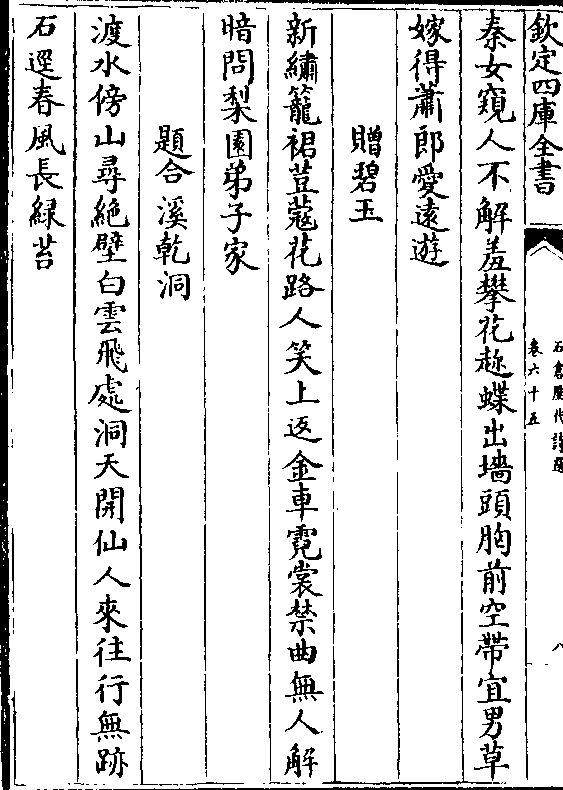 欽定四庫全書
石倉歷代詩選
卷六十五
八
秦女窺人不解羞攀花趂蝶出墻頭胸前空帶宜男草
嫁得蕭郎愛遠遊
贈碧玉
新繡籠裙荳蔻花路人笑上返金車霓裳禁曲無人解
暗問梨園弟子家
題合溪乾洞
渡水傍山尋絶壁白雲飛處洞天開仙人來往行無跡
石逕春風長緑苔